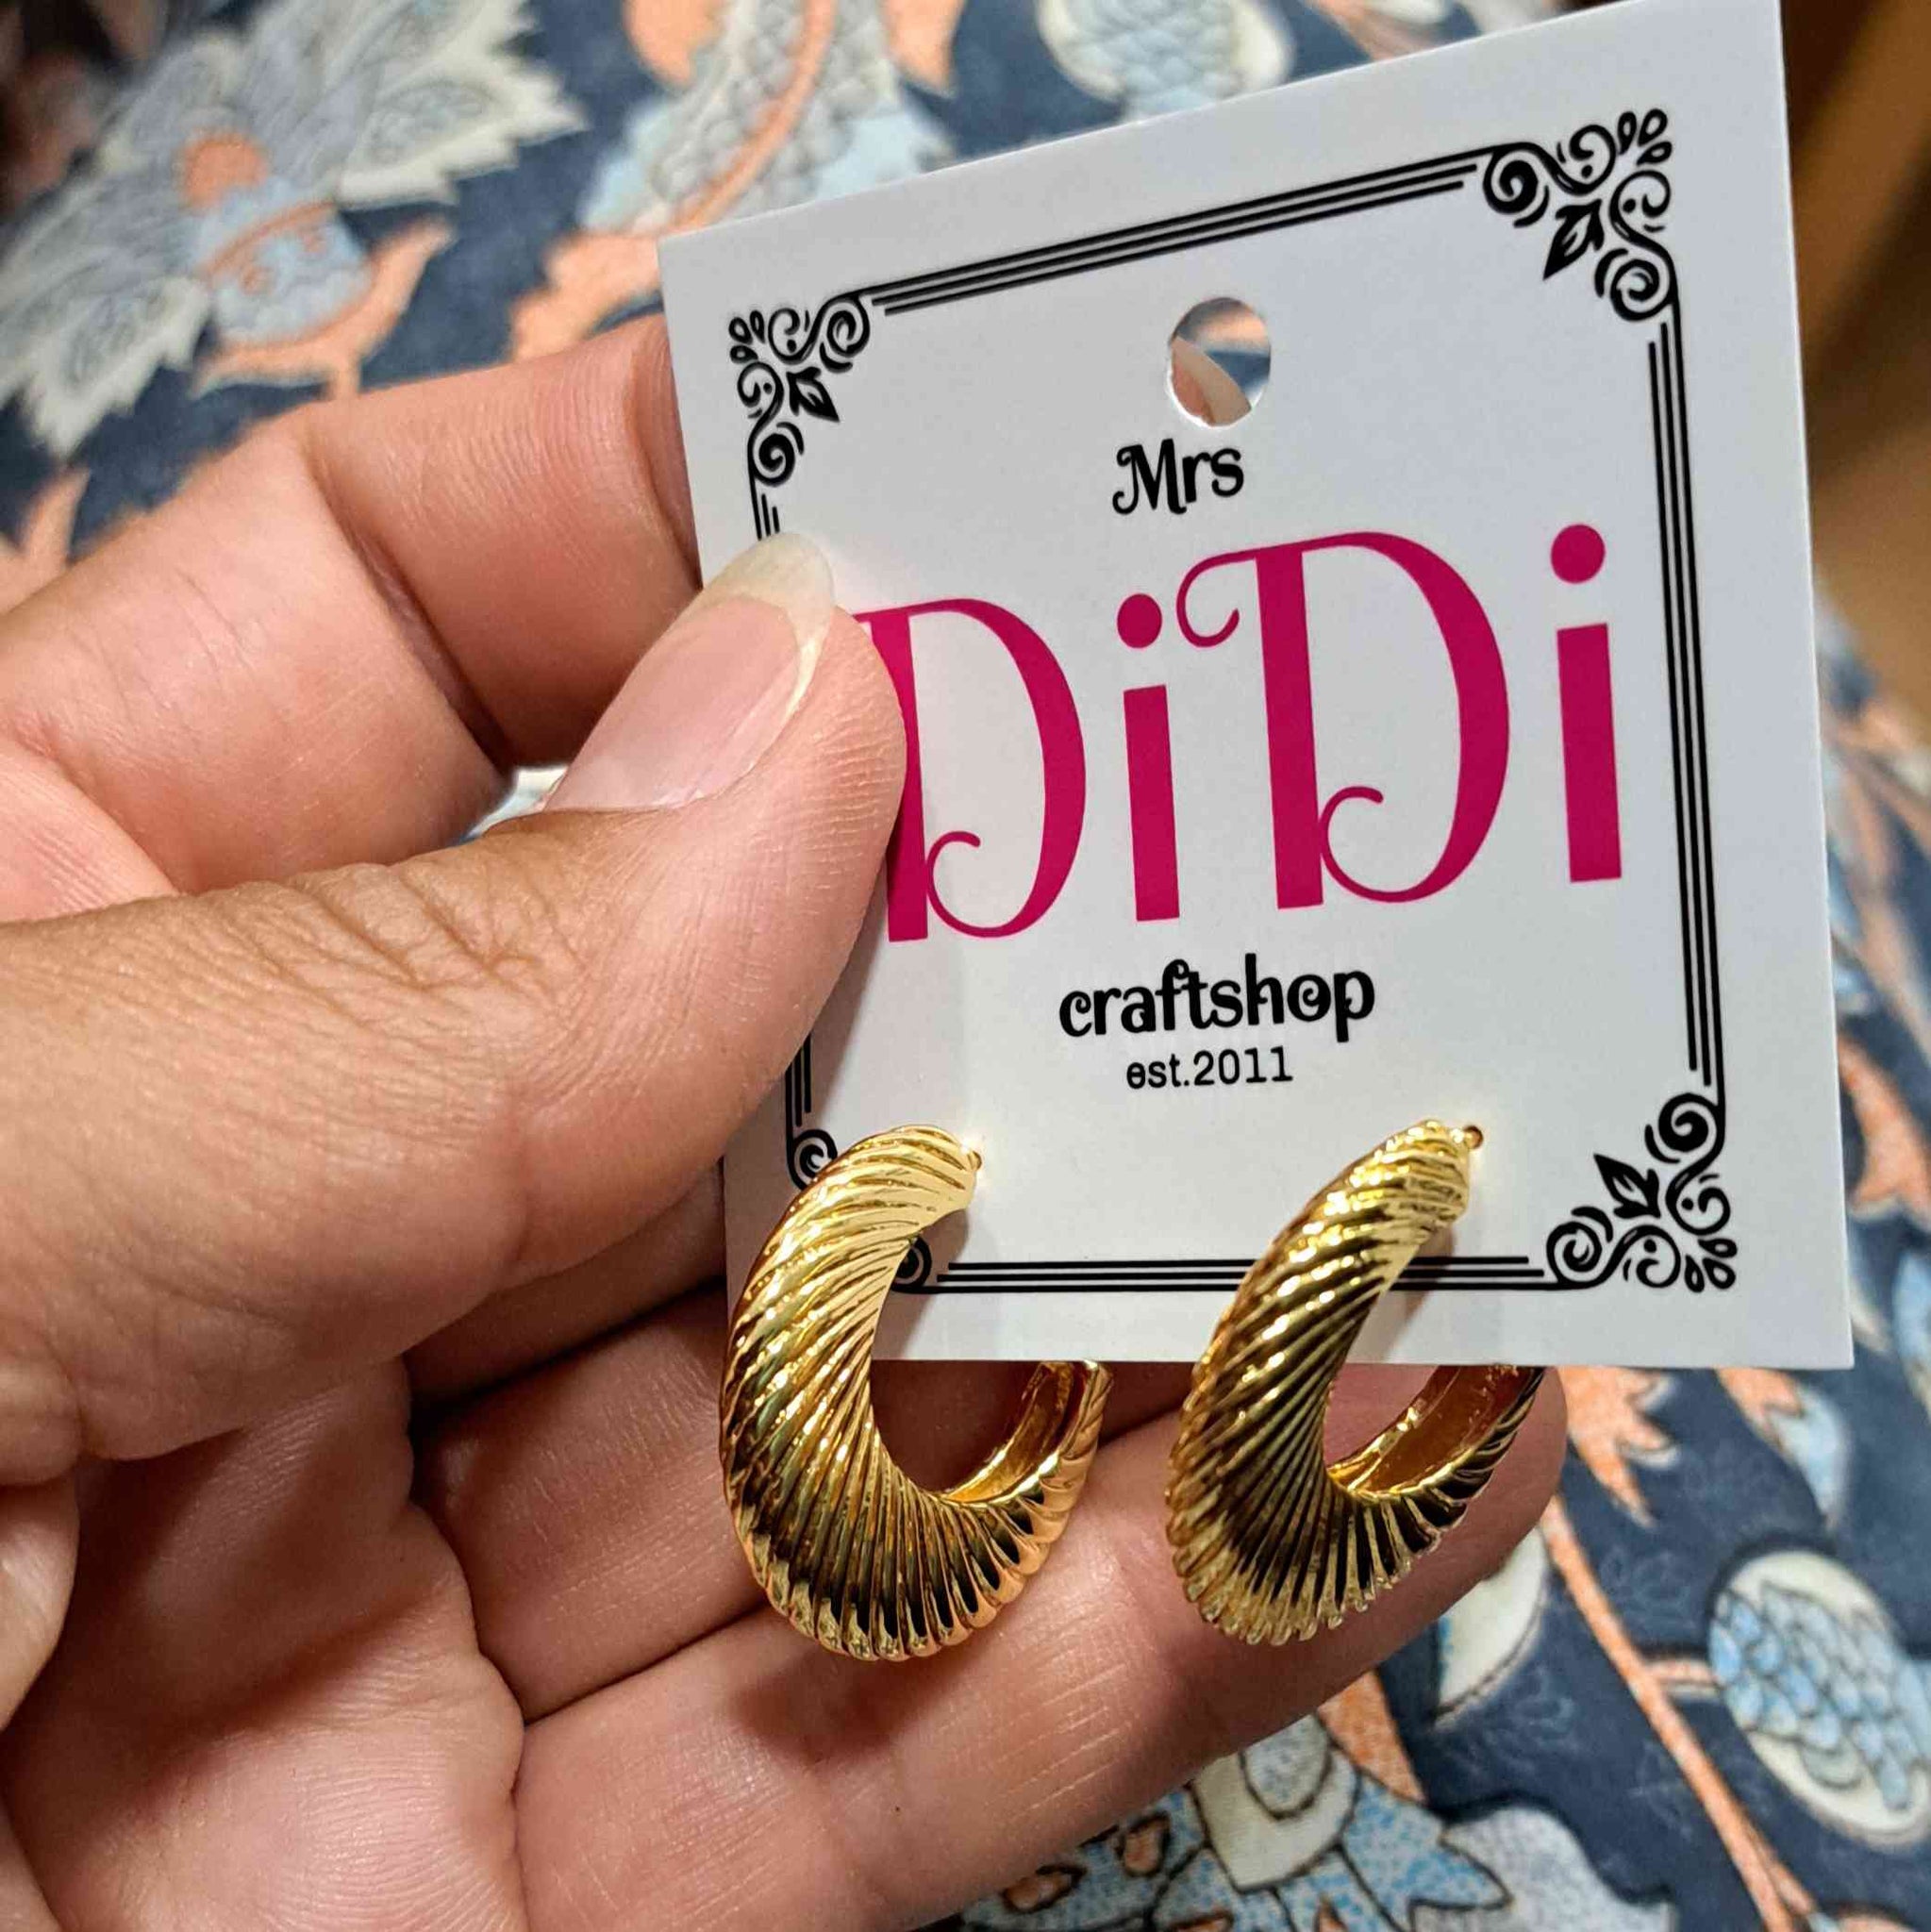 Mrs
DiDi
craftshop
est.2011